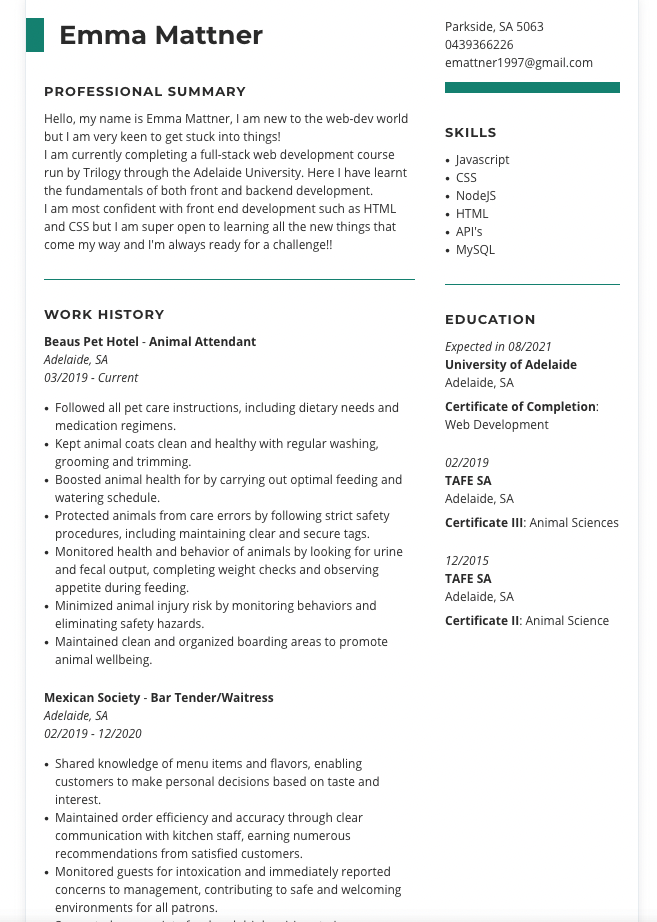 Emma Mattner
PROFESSIONAL SUMMARY
Hello, my name is Emma Mattner, I am new to the web-dev world
but I am very keen to get stuck into things!
I am currently completing a full-stack web development course
run by Trilogy through the Adelaide University. Here I have learnt
the fundamentals of both front and backend development.
I am most confident with front end development such as HTML
and CSS but I am super open to learning all the new things that
come my way and I'm always ready for a challenge!!
WORK HISTORY
Beaus Pet Hotel - Animal Attendant
Adelaide, SA
03/2019 - Current
• Followed all pet care instructions, including dietary needs and
medication regimens.
• Kept animal coats clean and healthy with regular washing,
grooming and trimming.
• Boosted animal health for by carrying out optimal feeding and
watering schedule.
• Protected animals from care errors by following strict safety
procedures, including maintaining clear and secure tags.
• Monitored health and behavior of animals by looking for urine
and fecal output, completing weight checks and observing
appetite during feeding.
• Minimized animal injury risk by monitoring behaviors and
eliminating safety hazards.
• Maintained clean and organized boarding areas to promote
animal wellbeing.
Mexican Society - Bar Tender/Waitress
Adelaide, SA
02/2019 - 12/2020
• Shared knowledge of menu items and flavors, enabling
customers to make personal decisions based on taste and
interest.
• Maintained order efficiency and accuracy through clear
communication with kitchen staff, earning numerous
recommendations from satisfied customers.
• Monitored guests for intoxication and immediately reported
concerns to management, contributing to safe and welcoming
environments for all patrons.
Parkside, SA 5063
0439366226
emattner1997@gmail.com
SKILLS
• Javascript
• CSS
• NodeJS
• HTML
• API's
• MySQL
EDUCATION
Expected in 08/2021
University of Adelaide
Adelaide, SA
Certificate of Completion:
Web Development
02/2019
TAFE SA
Adelaide, SA
Certificate III: Animal Sciences
12/2015
TAFE SA
Adelaide, SA
Certificate II: Animal Science